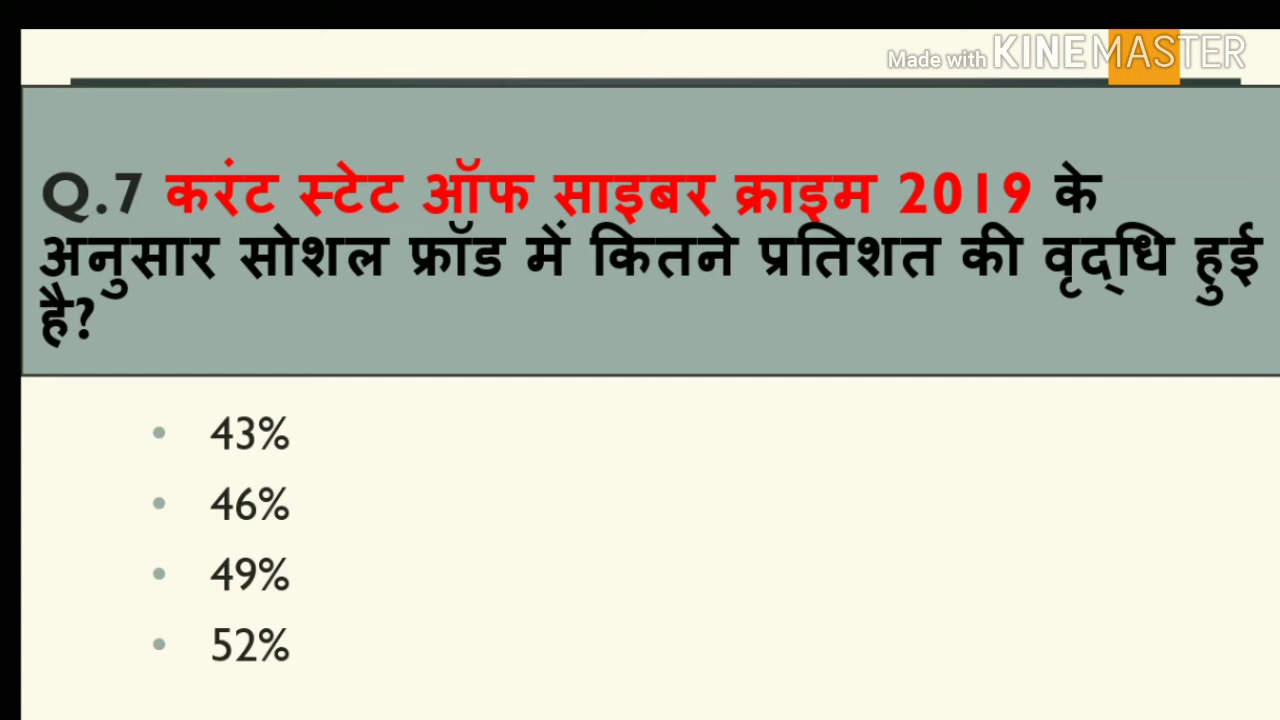 Made with KINEMASTER
Q.7 करंट स्टेट ऑफ साइबर क्राइम 2019 के
अनुसार सोशल फ्रॉड में कितने प्रतिशत की वृद्धि हुई
है?
• 43%
• 46%
• 49%
• 52%